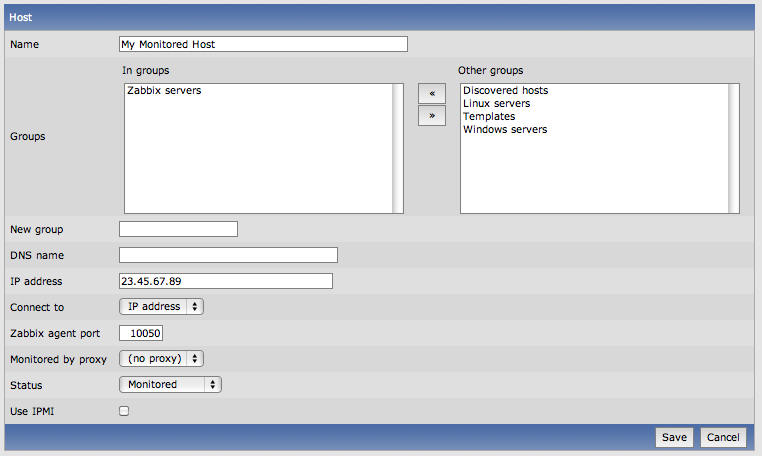 Host
Name My Monitored Host
In groups Other groups
Groups
Zabbix servers
«
»
Discovered hosts
Linux servers
Templates
Windows servers
New group
DNS name
IP address 23.45.67.89
Connect to IP address
Zabbix agent port 10050
Monitored by proxy (no proxy)
Status Monitored
Use IPMI
Save Cancel